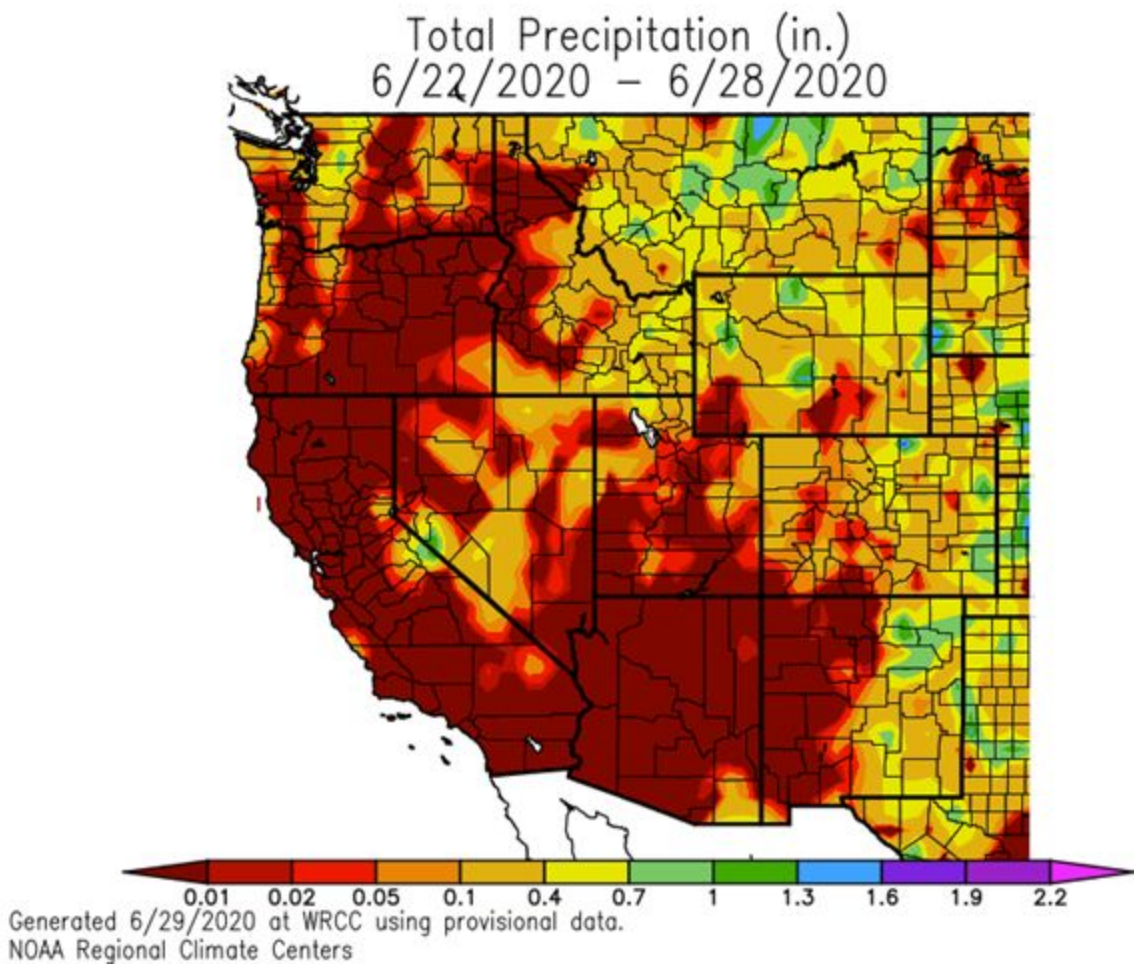 Total Precipitation (in.)
6/22/2020 – 6/28/2020
0.01 0.02 0.05 0.1 0.4 0.7 1 1.3 1.6 1.9 2.2
Generated 6/29/2020 at WRCC using provisional data.
NOAA Regional Climate Centers